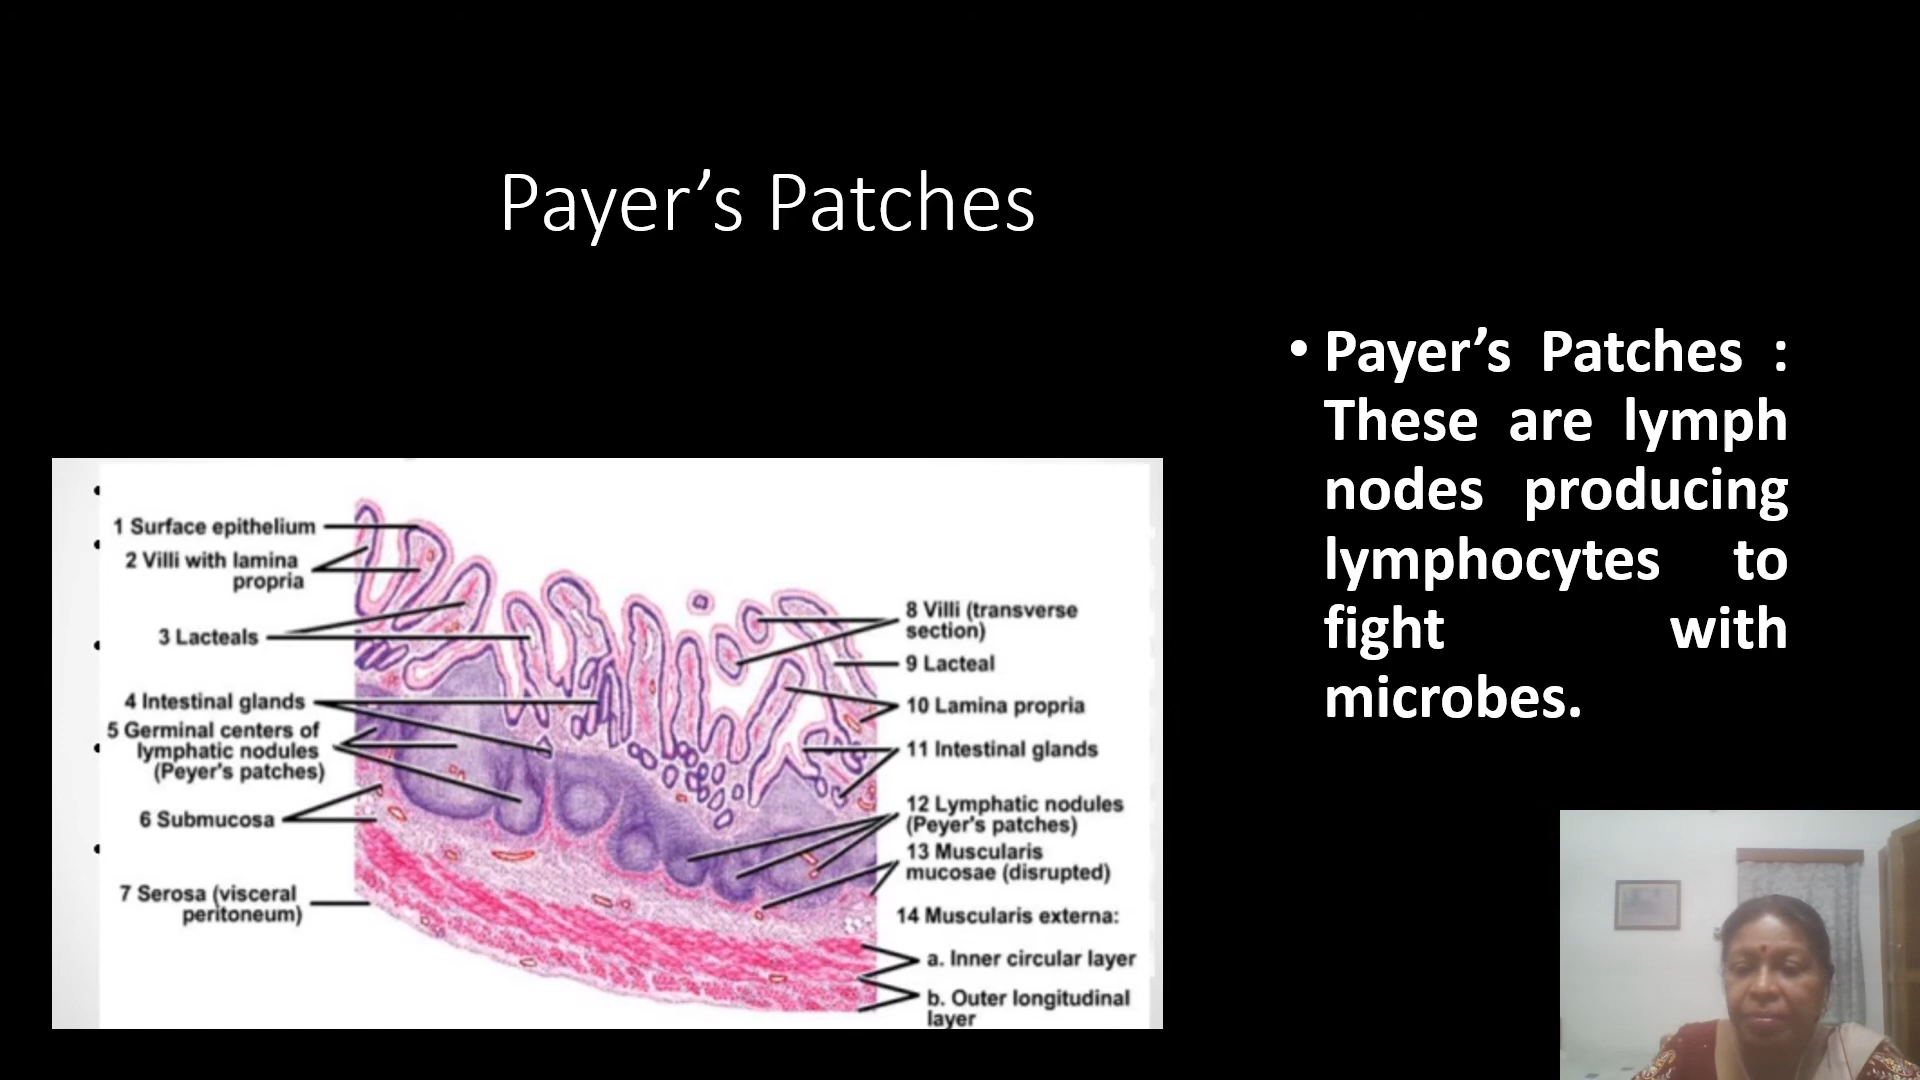 Payer’s Patches
• Payer’s Patches :
These are lymph
nodes producing
lymphocytes to
fight with
microbes.
1 Surface epithelium
2 Villi with lamina
propria
3 Lacteals
4 Intestinal glands
5 Germinal centers of
lymphatic nodules
(Peyer's patches)
6 Submucosa
7 Serosa (visceral
peritoneum)
8 Villi (transverse
section)
9 Lacteal
10 Lamina propria
11 Intestinal glands
12 Lymphatic nodules
(Peyer's patches)
13 Muscularis
mucosae (disrupted)
14 Muscularis externa:
a. Inner circular layer
b. Outer longitudinal
layer